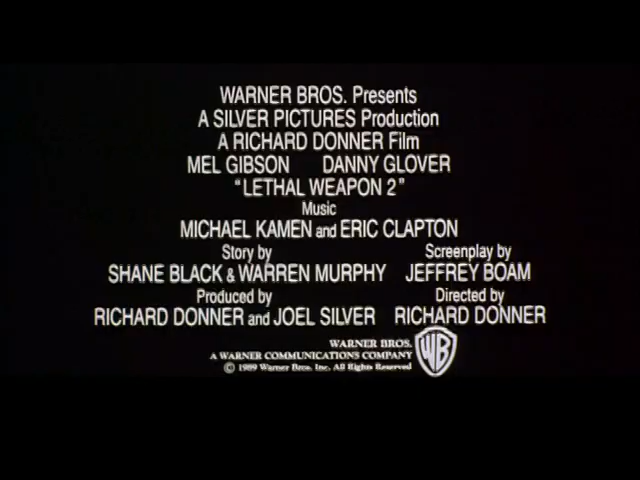 WARNER BROS. Presents
A SILVER PICTURES Production
A RICHARD DONNER Film
MEL GIBSON DANNY GLOVER
"LETHAL WEAPON 2"
Music
MICHAEL KAMEN and ERIC CLAPTON
Story by Screenplay by
SHANE BLACK & WARREN MURPHY JEFFREY BOAM
Produced by Directed by
RICHARD DONNER and JOEL SILVER RICHARD DONNER
WARNER BROS.
A WARNER COMMUNICATIONS COMPANY
© 1989 Warner Bros. Inc. All Rights Reserved
WB